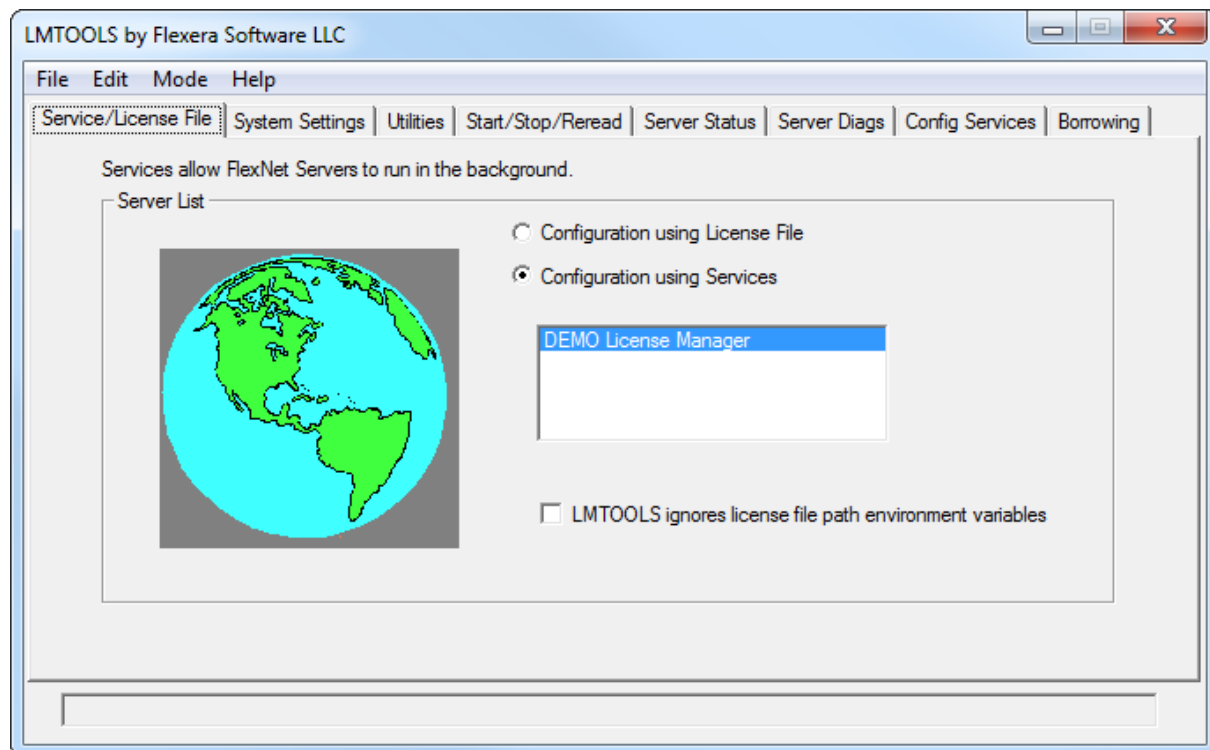 LMTOOLS by Flexera Software LLC
File Edit Mode Help
Service/License File System Settings Utilities Start/Stop/Reread Server Status Server Diags Config Services Borrowing
Services allow FlexNet Servers to run in the background.
Server List
Configuration using License File
Configuration using Services
DEMO License Manager
LMTOOLS ignores license file path environment variables